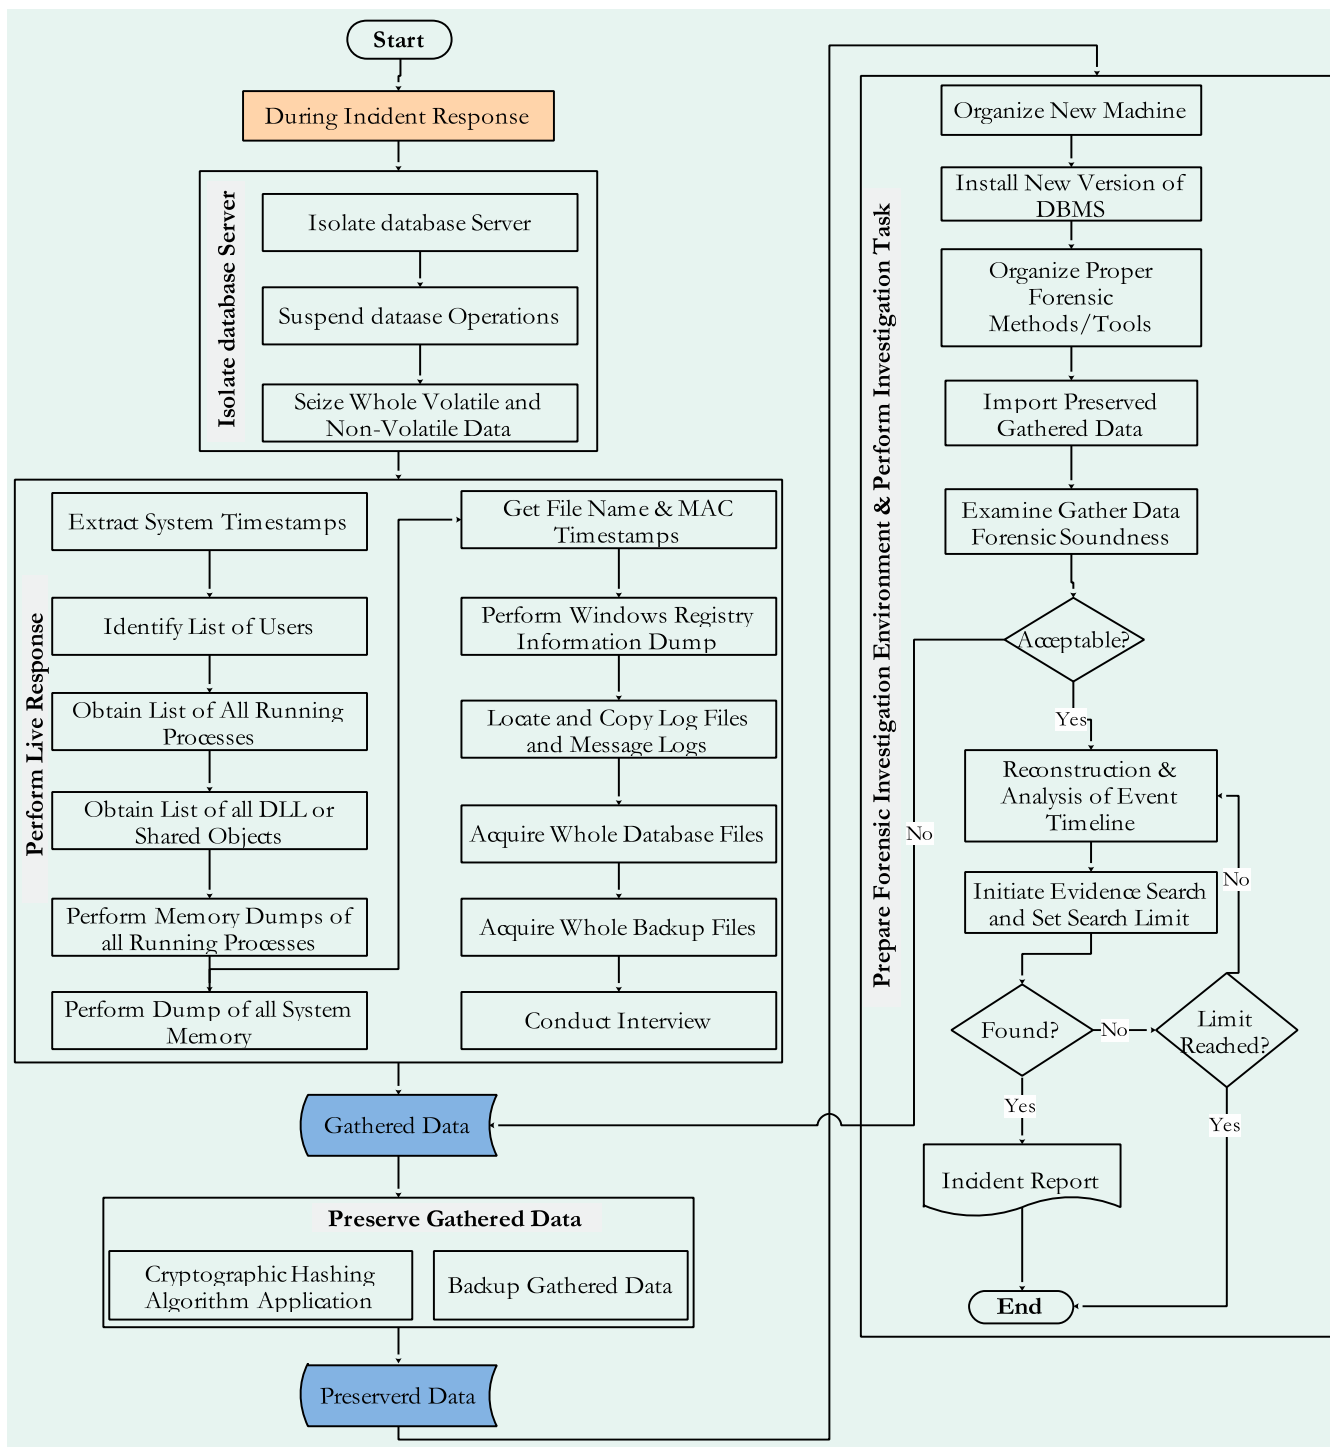 Start
During Incident Response
Isolate database Server
Isolate database Server
Suspend dataase Operations
Seize Whole Volatile and
Non-Volatile Data
Perform Live Response
Extract System Timestamps
Identify List of Users
Obtain List of All Running
Processes
Obtain List of all DLL or
Shared Objects
Perform Memory Dumps of
all Running Processes
Perform Dump of all System
Memory
Get File Name & MAC
Timestamps
Perform Windows Registry
Information Dump
Locate and Copy Log Files
and Message Logs
Acquire Whole Database Files
Acquire Whole Backup Files
Conduct Interview
Gathered Data
Preserve Gathered Data
Cryptographic Hashing
Algorithm Application
Backup Gathered Data
Preserverd Data
Prepare Forensic Investigation Environment & Perform Investigation Task
Organize New Machine
Install New Version of
DBMS
Organize Proper
Forensic
Methods/Tools
Import Preserved
Gathered Data
Examine Gather Data
Forensic Soundness
Acceptable?
Yes
No
Reconstruction &
Analysis of Event
Timeline
Initiate Evidence Search
and Set Search Limit
No
Found?
No
Limit
Reached?
Yes
Yes
Incident Report
End